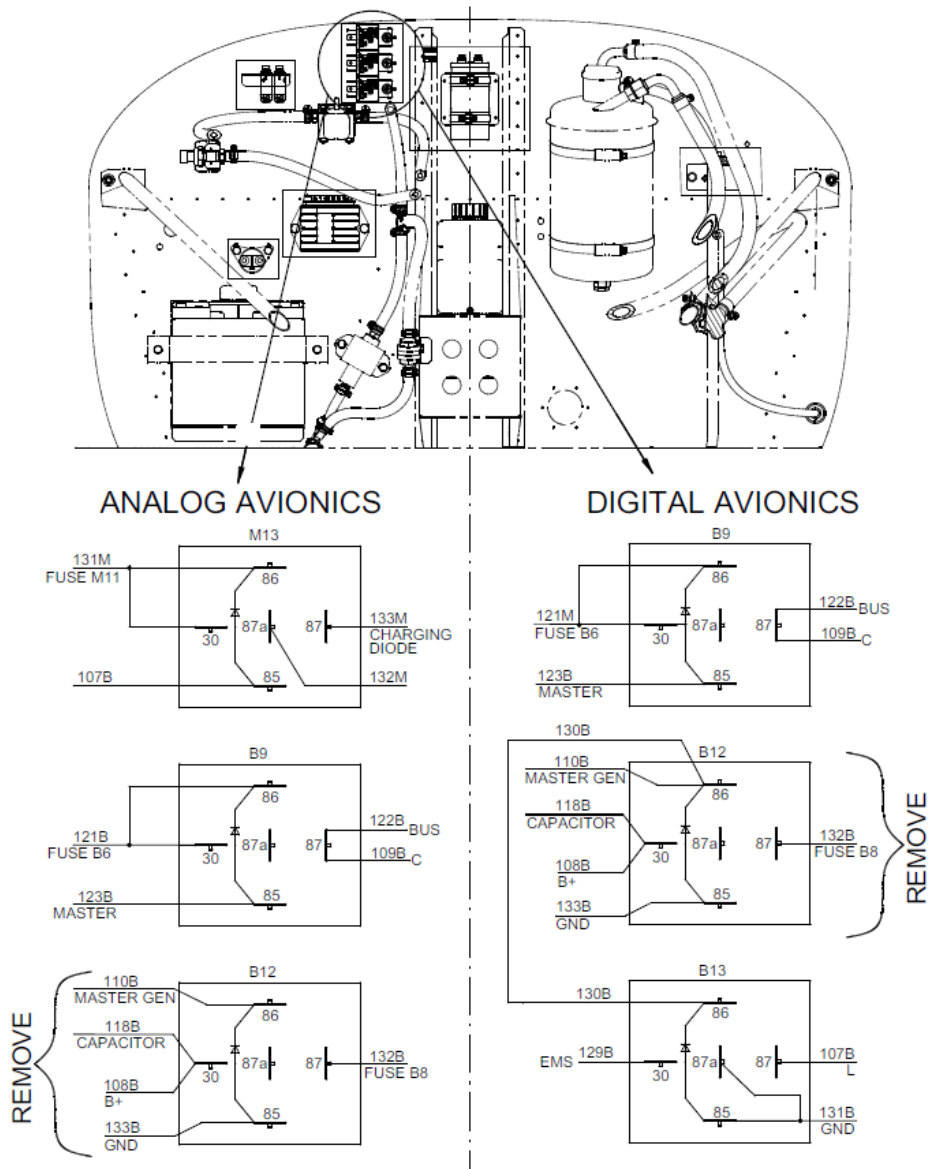 ANALOG AVIONICS
M13
131M
FUSE M11
86
30
87a
87
133M
CHARGING
DIODE
107B
85
132M
B9
121B
FUSE B6
86
30
87a
87
122B BUS
109B C
123B
MASTER
85
REMOVE
B12
110B
MASTER GEN
86
118B
CAPACITOR
30
87a
87
132B
FUSE B8
108B
B+
133B
GND
85
DIGITAL AVIONICS
B9
86
121M
FUSE B6
30
87a
87
122B BUS
109B C
123B
MASTER
85
130B
B12
110B
MASTER GEN
86
118B
CAPACITOR
30
87a
87
132B
FUSE B8
108B
B+
133B
GND
85
REMOVE
B13
130B
86
EMS 129B
30
87a
87
107B
L
85
131B
GND